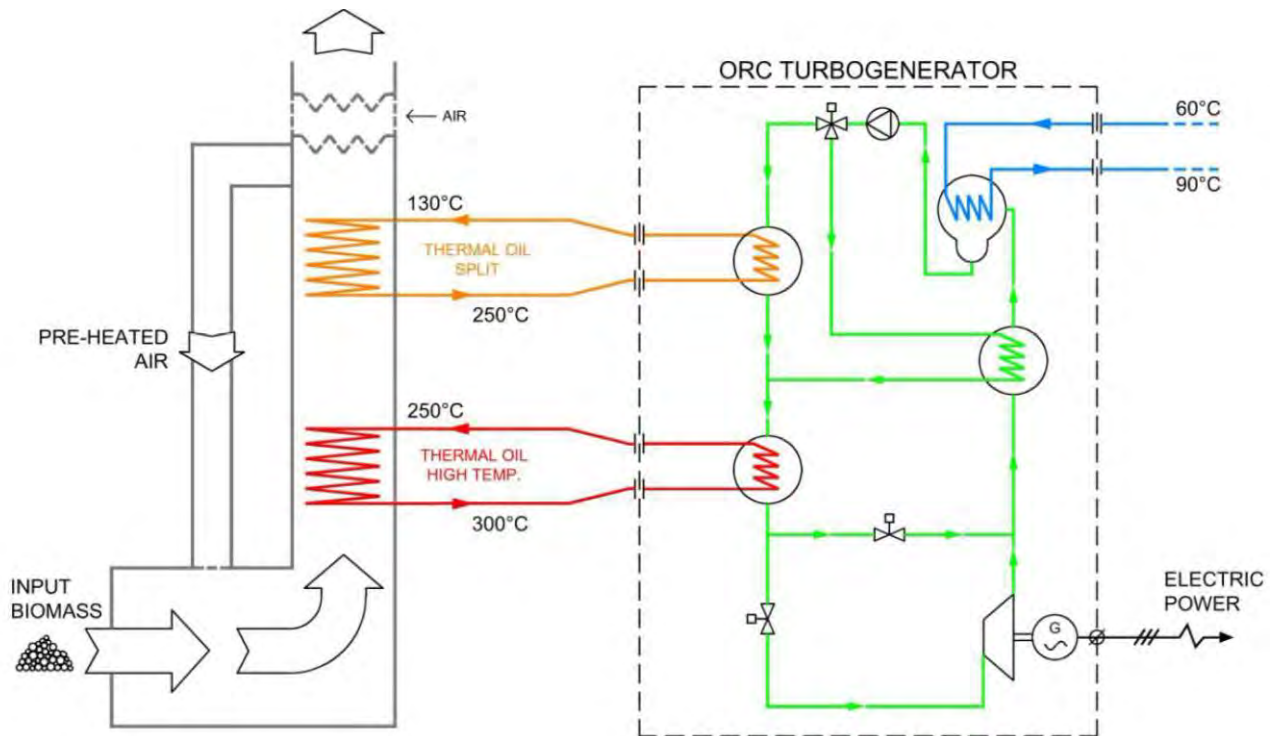 ORC TURBOGENERATOR
AIR
60°C
90°C
130°C
THERMAL OIL
SPLIT
250°C
PRE-HEATED
AIR
250°C
THERMAL OIL
HIGH TEMP.
300°C
INPUT
BIOMASS
ELECTRIC
POWER
G